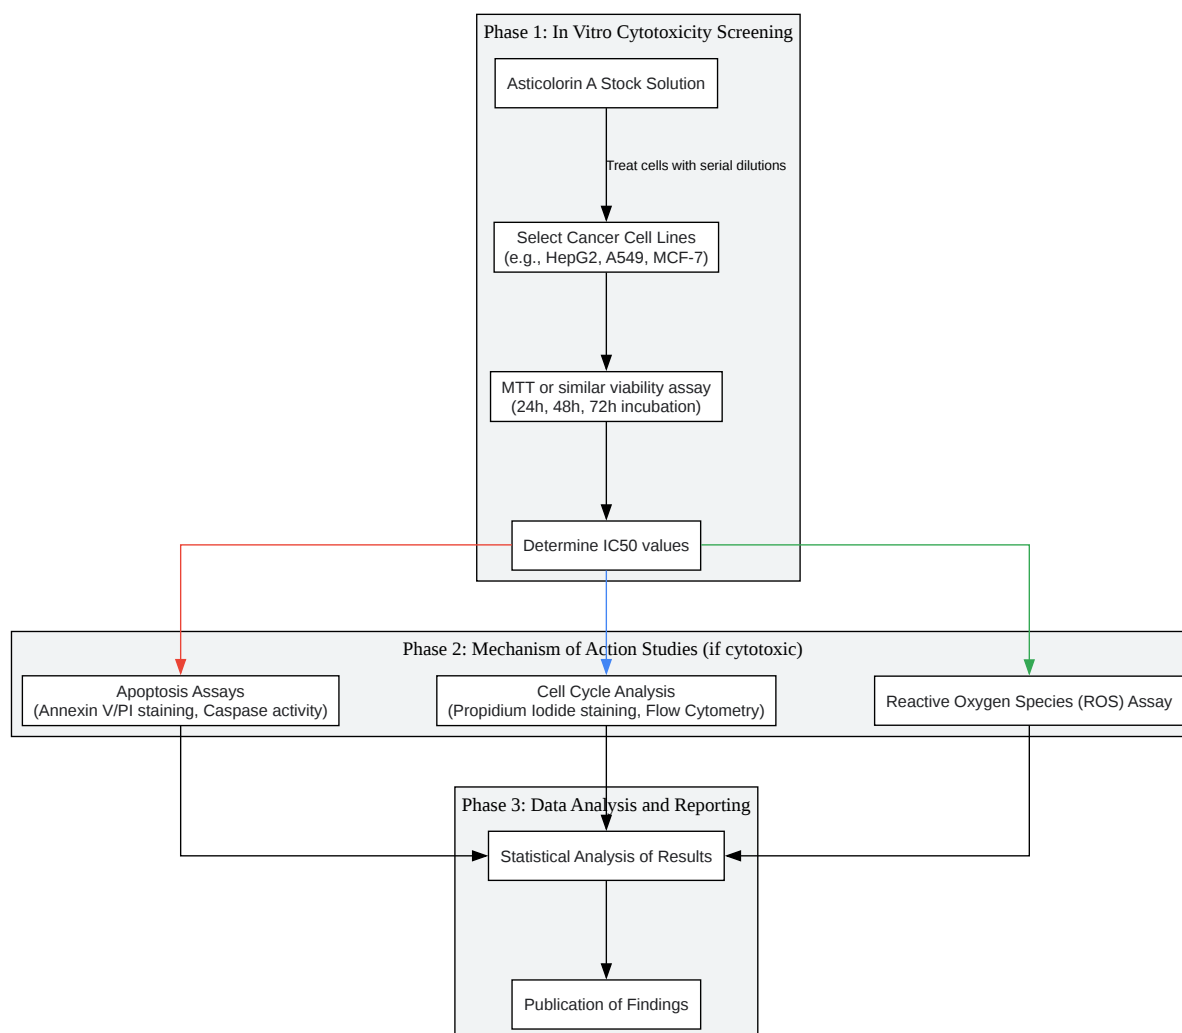 Phase 1: In Vitro Cytotoxicity Screening
Asticolorin A Stock Solution
Treat cells with serial dilutions
Select Cancer Cell Lines
(e.g., HepG2, A549, MCF-7)
MTT or similar viability assay
(24h, 48h, 72h incubation)
Determine IC50 values
Phase 2: Mechanism of Action Studies (if cytotoxic)
Apoptosis Assays
(Annexin V/PI staining, Caspase activity)
Cell Cycle Analysis
(Propidium Iodide staining, Flow Cytometry)
Reactive Oxygen Species (ROS) Assay
Phase 3: Data Analysis and Reporting
Statistical Analysis of Results
Publication of Findings